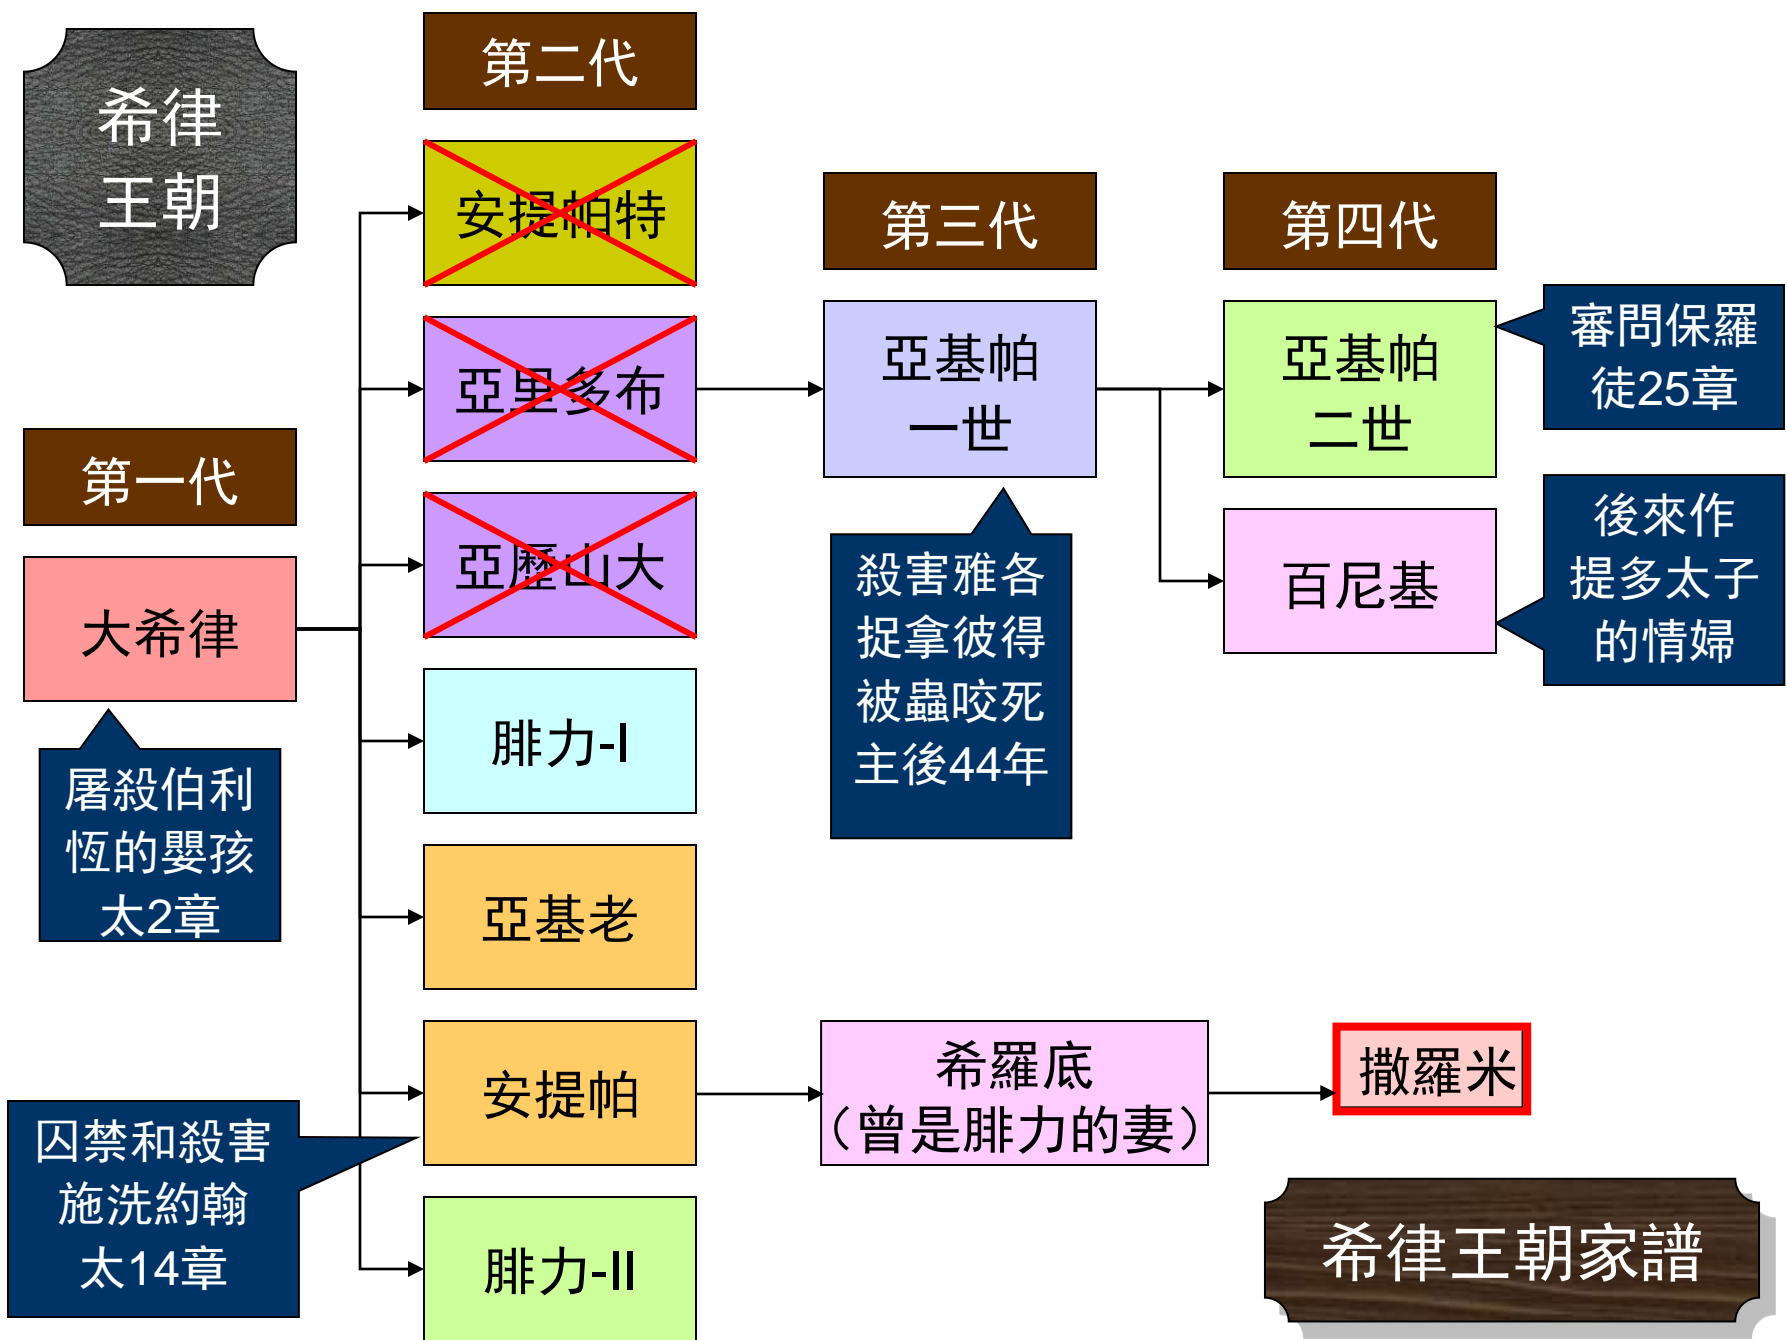 希律
王朝
第一代
大希律
屠殺伯利
恆的嬰孩
太2章
第二代
安提帕特
亞里多布
亞歷山大
腓力-I
亞基老
安提帕
囚禁和殺害
施洗約翰
太14章
腓力-II
第三代
亞基帕
一世
殺害雅各
捉拿彼得
被蟲咬死
主後44年
希羅底
（曾是腓力的妻）
第四代
亞基帕
二世
審問保羅
徒25章
百尼基
後來作
提多太子
的情婦
撒羅米
希律王朝家譜